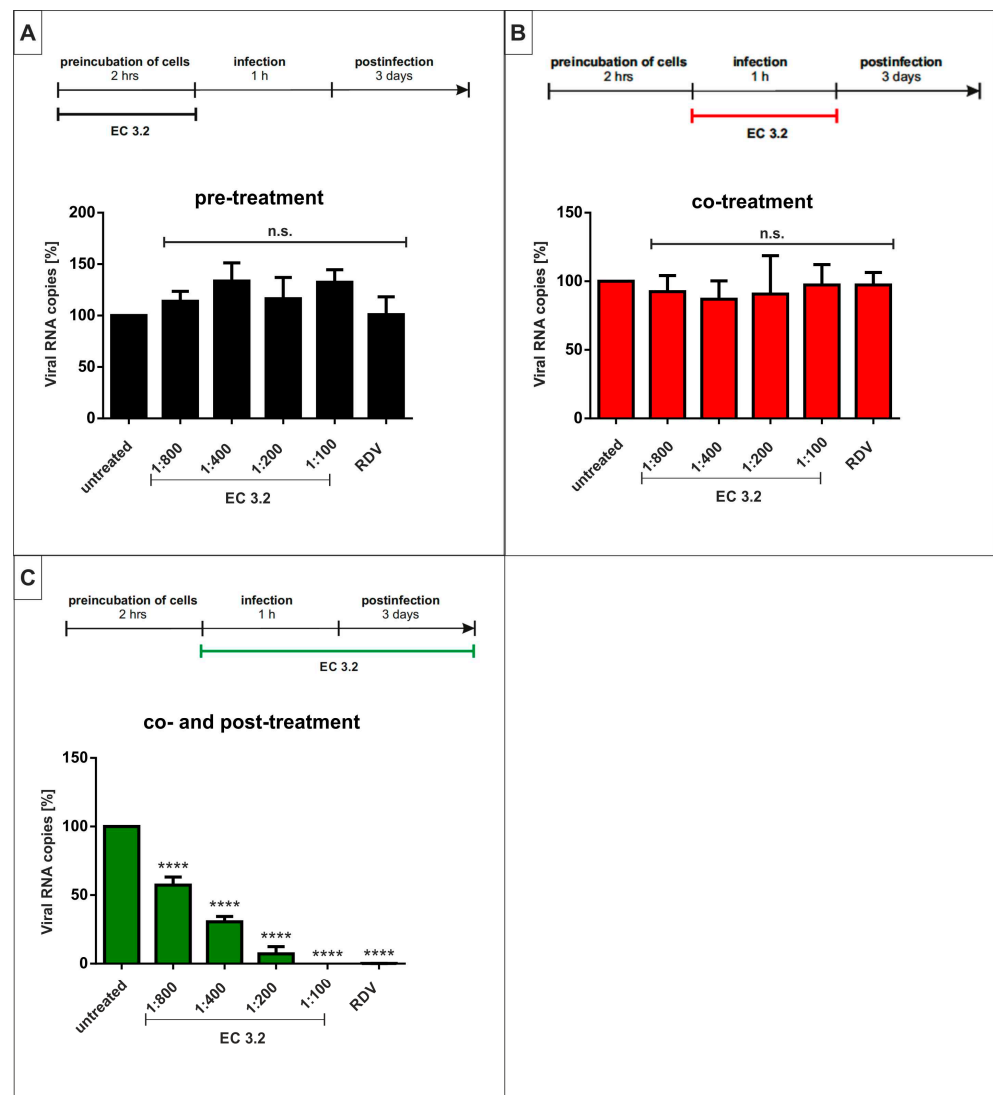 A
preincubation of cells infection postinfection
2 hrs 1 h 3 days
EC 3.2
pre-treatment
Viral RNA copies [%]
200
150
100
50
0
n.s.
untreated 1:800 1:400 1:200 1:100 RDV
EC 3.2
B
preincubation of cells infection postinfection
2 hrs 1 h 3 days
EC 3.2
co-treatment
Viral RNA copies [%]
150
100
50
0
n.s.
untreated 1:800 1:400 1:200 1:100 RDV
EC 3.2
C
preincubation of cells infection postinfection
2 hrs 1 h 3 days
EC 3.2
co- and post-treatment
Viral RNA copies [%]
150
100
50
0
**** **** **** **** ****
untreated 1:800 1:400 1:200 1:100 RDV
EC 3.2